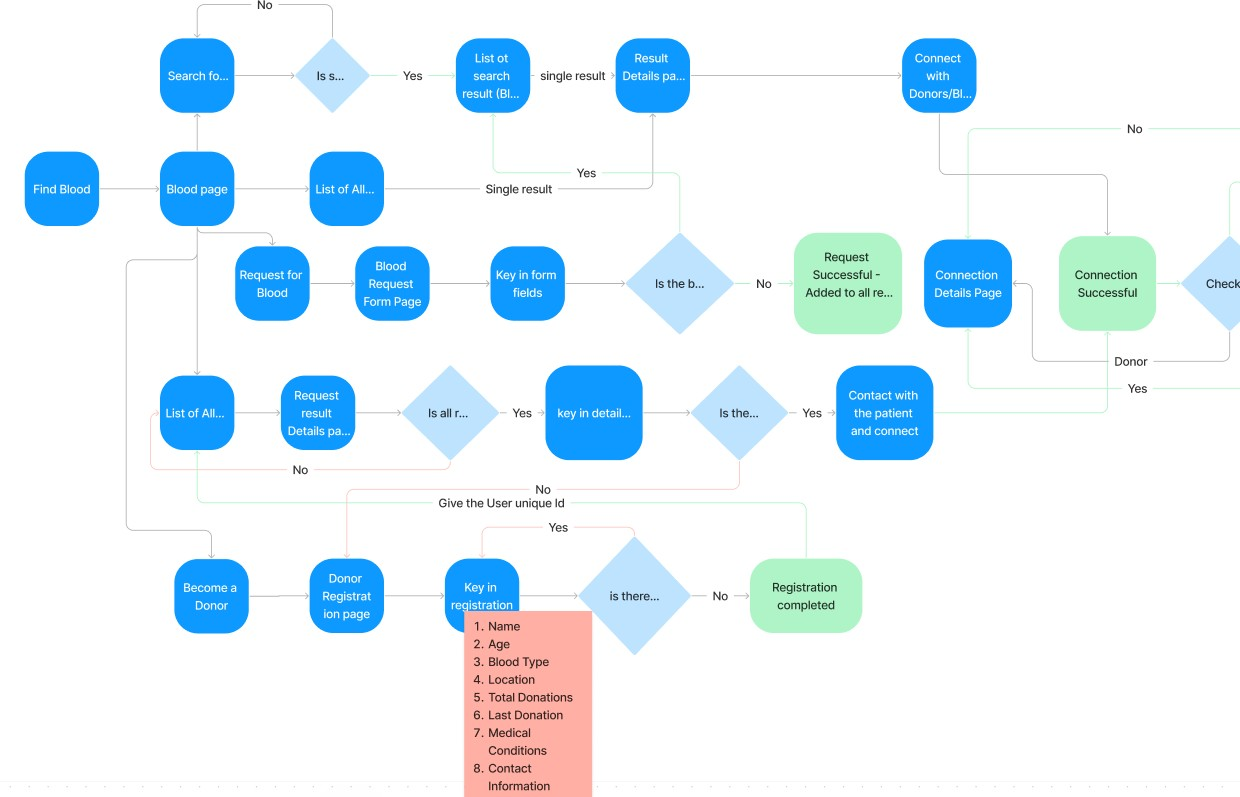 No
Search fo...
Is s...
Yes
List ot
search
result (Bl...
single result
Result
Details pa...
Connect
with
Donors/Bl...
No
Find Blood
Blood page
List of All...
Single result
Yes
Request for
Blood
Blood
Request
Form Page
Key in form
fields
Is the b...
No
Request
Successful -
Added to all re...
Connection
Details Page
Connection
Successful
Check
Donor
Yes
List of All...
Request
result
Details pa...
Is all r...
Yes
key in detail...
Is the...
Yes
Contact with
the patient
and connect
No
No
Give the User unique Id
Yes
Become a
Donor
Donor
Registrat
ion page
Key in
registration
is there...
No
Registration
completed
1. Name
2. Age
3. Blood Type
4. Location
5. Total Donations
6. Last Donation
7. Medical
Conditions
8. Contact
Information